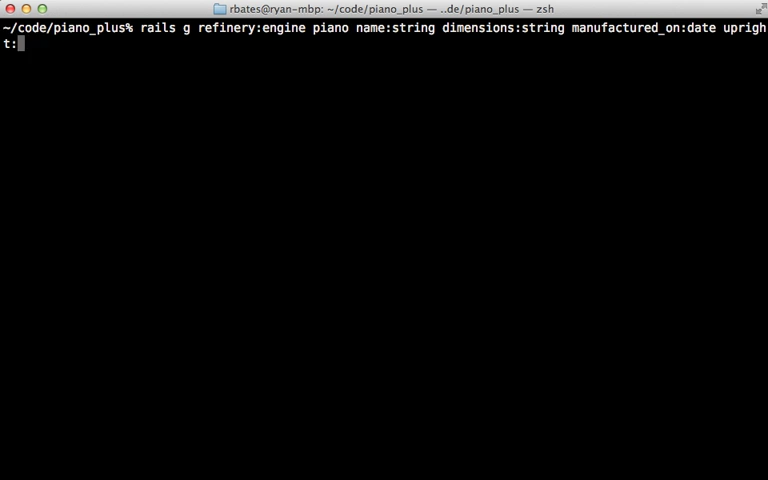 rbates@ryan-mbp: ~/code/piano_plus — ..de/piano_plus — zsh
~/code/piano_plus% rails g refinery:engine piano name:string dimensions:string manufactured_on:date uprigh
t: